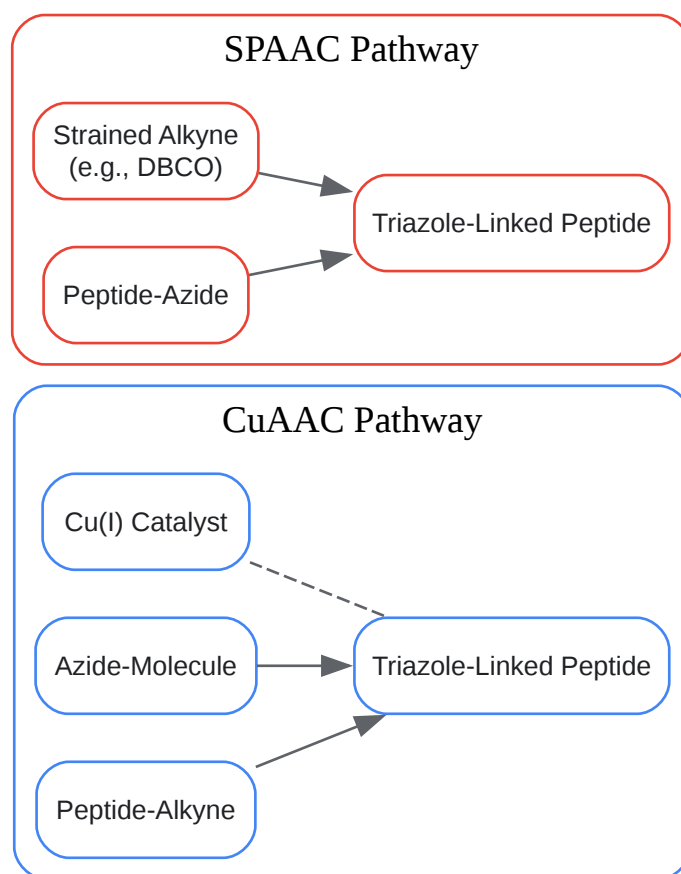 SPAAC Pathway
Strained Alkyne
(e.g., DBCO)
Triazole-Linked Peptide
Peptide-Azide
CuAAC Pathway
Cu(I) Catalyst
Azide-Molecule
Triazole-Linked Peptide
Peptide-Alkyne